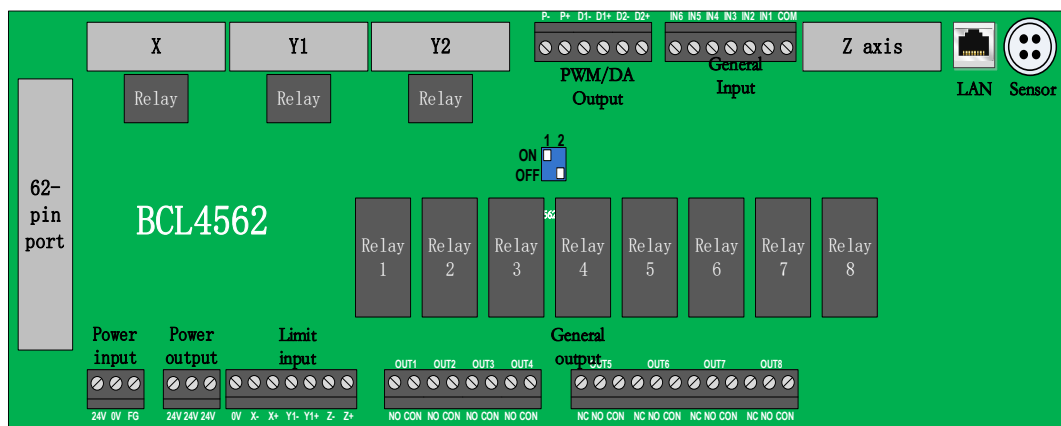 P- P+ D1- D1+ D2- D2+
IN6 IN5 IN4 IN3 IN2 IN1 COM
X
Y1
Y2
Z axis
PWM/DA
Output
General
Input
LAN
Sensor
Relay
Relay
Relay
1 2
ON
OFF
62-
pin
port
BCL4562
562
Relay
1
Relay
2
Relay
3
Relay
4
Relay
5
Relay
6
Relay
7
Relay
8
Power
input
Power
output
Limit
input
General
output
OUT1 OUT2 OUT3 OUT4
OUT5 OUT6 OUT7 OUT8
24V 0V FG
24V 24V 24V
0V X- X+ Y1- Y1+ Z- Z+
NO CON NO CON NO CON NO CON
NC NO CON NC NO CON NC NO CON NC NO CON